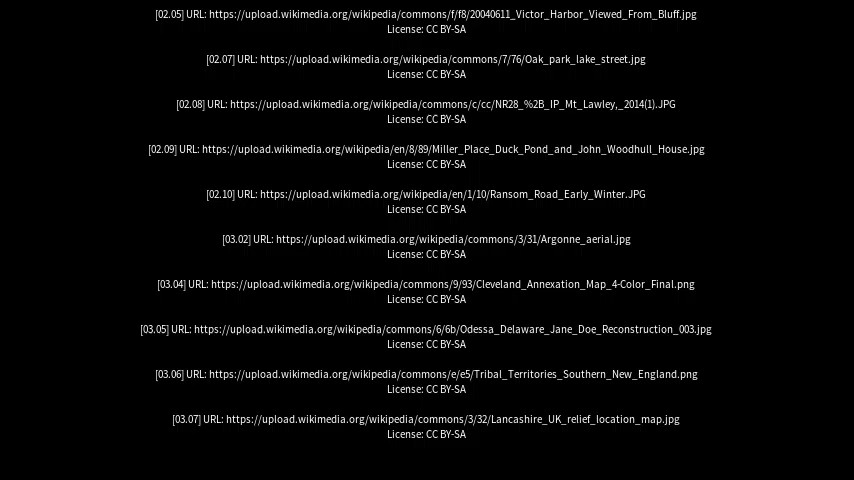 [02.05] URL: https://upload.wikimedia.org/wikipedia/commons/f/f8/20040611_Victor_Harbor_Viewed_From_Bluff.jpg
License: CC BY-SA
[02.07] URL: https://upload.wikimedia.org/wikipedia/commons/7/76/Oak_park_lake_street.jpg
License: CC BY-SA
[02.08] URL: https://upload.wikimedia.org/wikipedia/commons/c/cc/NR28_%2B_IP_Mt_Lawley,_2014(1).JPG
License: CC BY-SA
[02.09] URL: https://upload.wikimedia.org/wikipedia/en/8/89/Miller_Place_Duck_Pond_and_John_Woodhull_House.jpg
License: CC BY-SA
[02.10] URL: https://upload.wikimedia.org/wikipedia/en/1/10/Ransom_Road_Early_Winter.JPG
License: CC BY-SA
[03.02] URL: https://upload.wikimedia.org/wikipedia/commons/3/31/Argonne_aerial.jpg
License: CC BY-SA
[03.04] URL: https://upload.wikimedia.org/wikipedia/commons/9/93/Cleveland_Annexation_Map_4-Color_Final.png
License: CC BY-SA
[03.05] URL: https://upload.wikimedia.org/wikipedia/commons/6/6b/Odessa_Delaware_Jane_Doe_Reconstruction_003.jpg
License: CC BY-SA
[03.06] URL: https://upload.wikimedia.org/wikipedia/commons/e/e5/Tribal_Territories_Southern_New_England.png
License: CC BY-SA
[03.07] URL: https://upload.wikimedia.org/wikipedia/commons/3/32/Lancashire_UK_relief_location_map.jpg
License: CC BY-SA